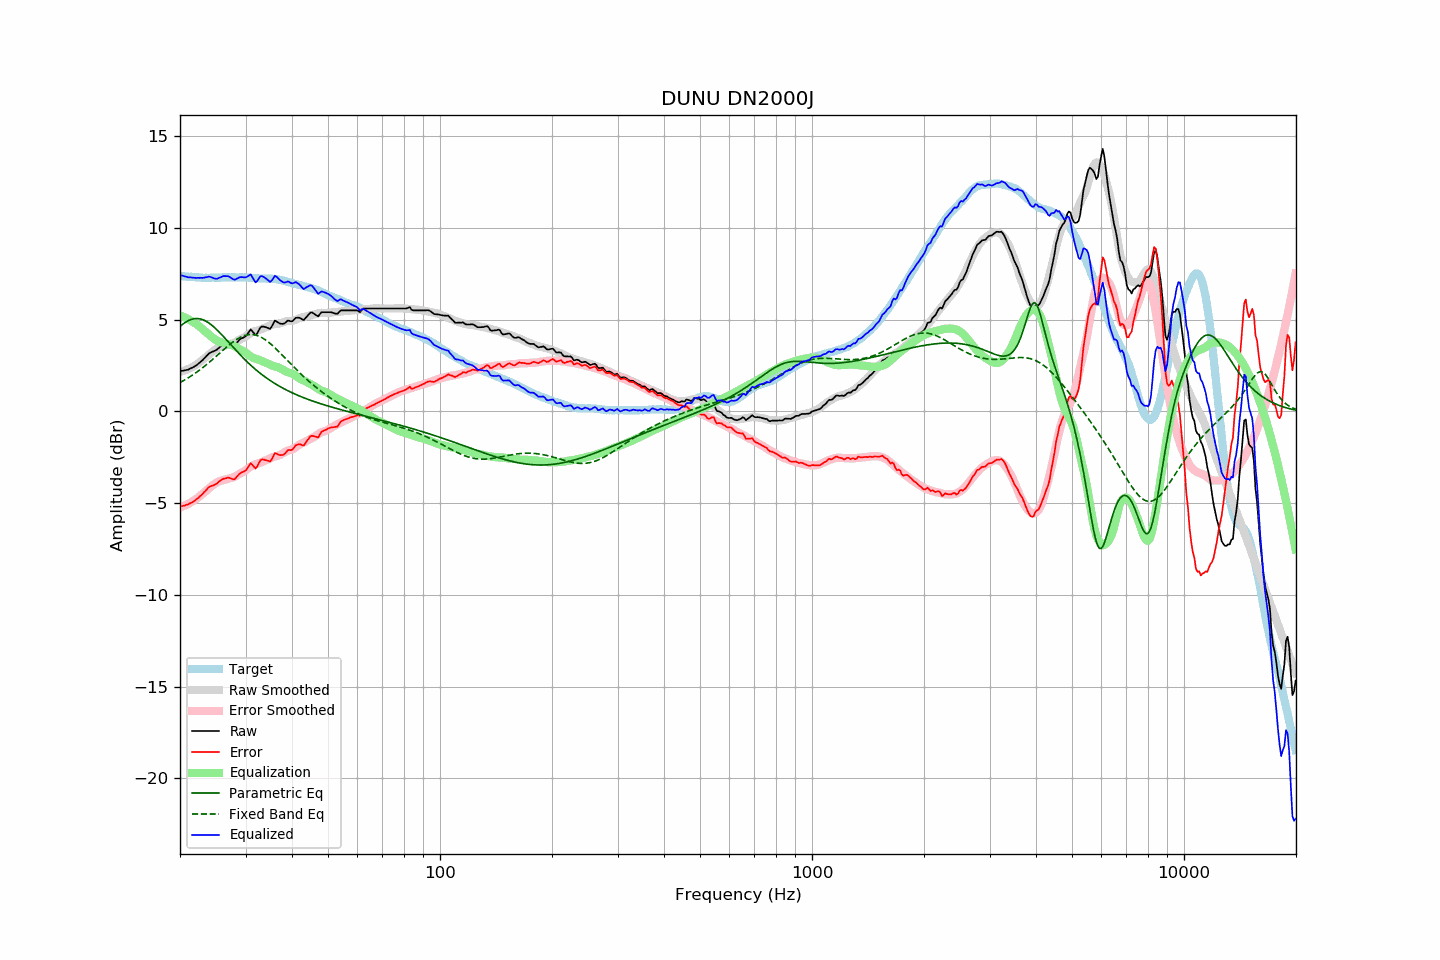 DUNU DN2000J
15
10
5
0
−5
−10
−15
−20
Amplitude (dBr)
Target
Raw Smoothed
Error Smoothed
Raw
Error
Equalization
Parametric Eq
Fixed Band Eq
Equalized
100
1000
10000
Frequency (Hz)